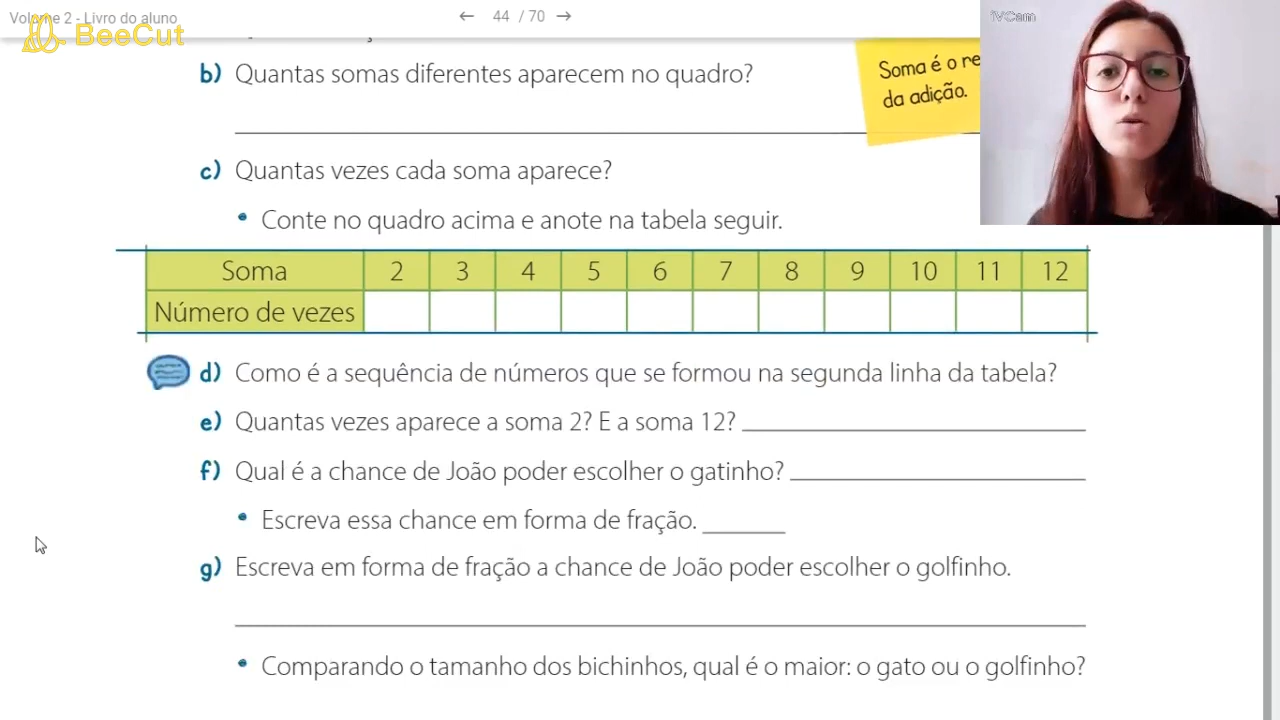 Volume 2 - Livro do aluno
44 / 70
iVCam
BeeCut
b) Quantas somas diferentes aparecem no quadro?
Soma é o
da adição.
c) Quantas vezes cada soma aparece?
• Conte no quadro acima e anote na tabela seguir.
Soma 2 3 4 5 6 7 8 9 10 11 12
Número de vezes
d) Como é a sequência de números que se formou na segunda linha da tabela?
e) Quantas vezes aparece a soma 2? E a soma 12?
f) Qual é a chance de João poder escolher o gatinho?
• Escreva essa chance em forma de fração.
g) Escreva em forma de fração a chance de João poder escolher o golfinho.
• Comparando o tamanho dos bichinhos, qual é o maior: o gato ou o golfinho?